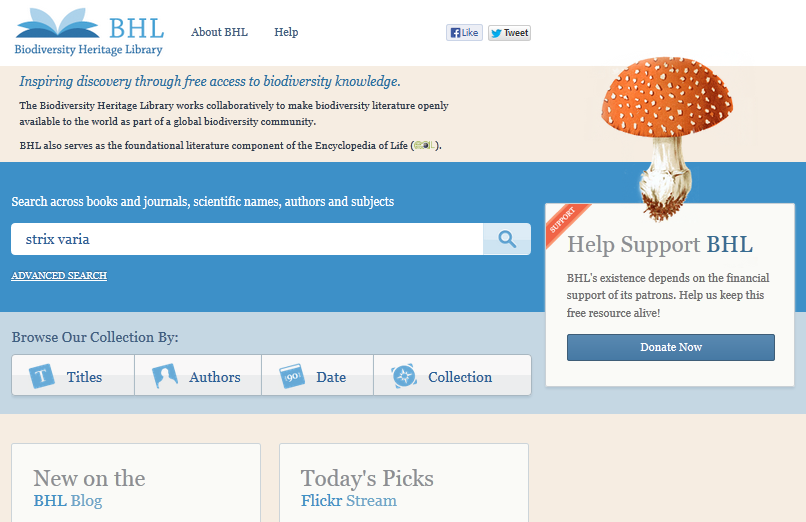 BHL
Biodiversity Heritage Library
About BHL
Help
Like
Tweet
Inspiring discovery through free access to biodiversity knowledge.
The Biodiversity Heritage Library works collaboratively to make biodiversity literature openly
available to the world as part of a global biodiversity community.
BHL also serves as the foundational literature component of the Encyclopedia of Life ( ).
Search across books and journals, scientific names, authors and subjects
strix varia
ADVANCED SEARCH
SUPPORT
Help Support BHL
BHL's existence depends on the financial
support of its patrons. Help us keep this
free resource alive!
Donate Now
Browse Our Collection By:
T
Titles
Authors
90
Date
Collection
New on the
BHL Blog
Today's Picks
Flickr Stream